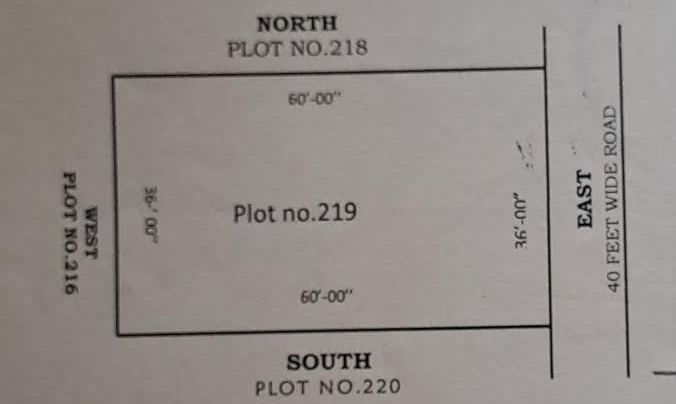 NORTH
PLOT NO.218
60'-00"
WEST
PLOT NO.216
36' 00"
Plot no.219
36'-00"
EAST
40 FEET WIDE ROAD
60'-00"
SOUTH
PLOT NO.220